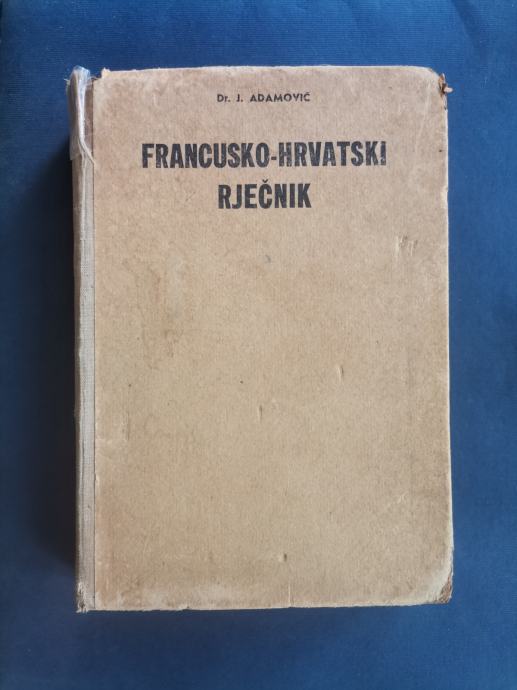 Dr. J. ADAMOVIĆ
FRANCUSKO-HRVATSKI
RJEČNIK